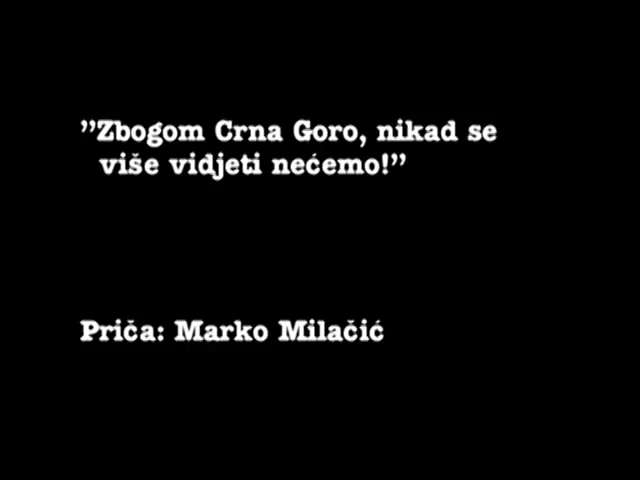 ”Zbogom Crna Goro, nikad se
više vidjeti nećemo!”
Priča: Marko Milačić